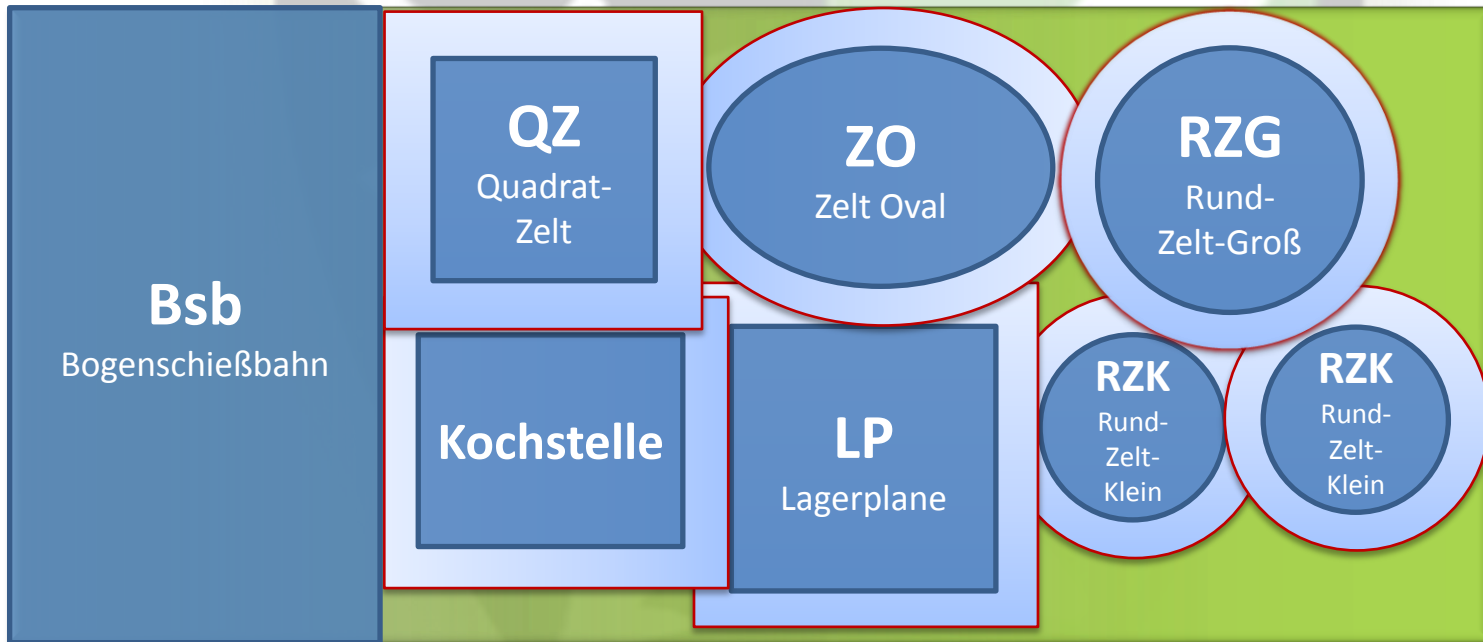 Bsb
Bogenschießbahn
QZ
Quadrat-
Zelt
ZO
Zelt Oval
RZG
Rund-
Zelt-Groß
Kochstelle
LP
Lagerplane
RZK
Rund-
Zelt-
Klein
RZK
Rund-
Zelt-
Klein